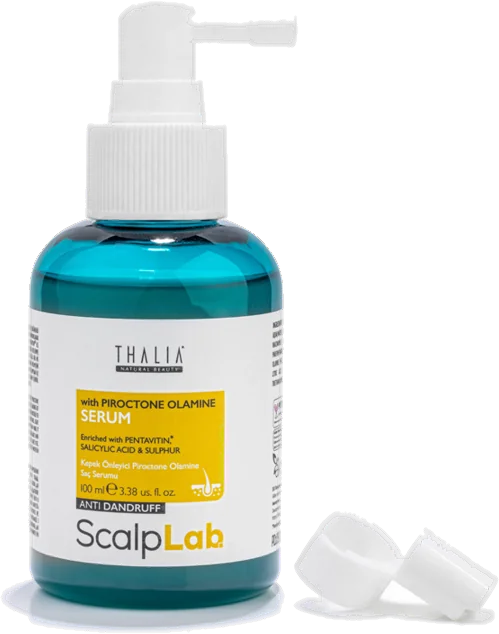 THALIA
NATURAL BEAUTY
with PIROCTONE OLAMINE
SERUM
Enriched with PENTAVITIN,®
SALICYLIC ACID & SULPHUR
Kepek Önleyici Piroctone Olamine
Saç Serumu
100 ml ℮ 3.38 us. fl. oz.
ANTI DANDRUFF
ScalpLab